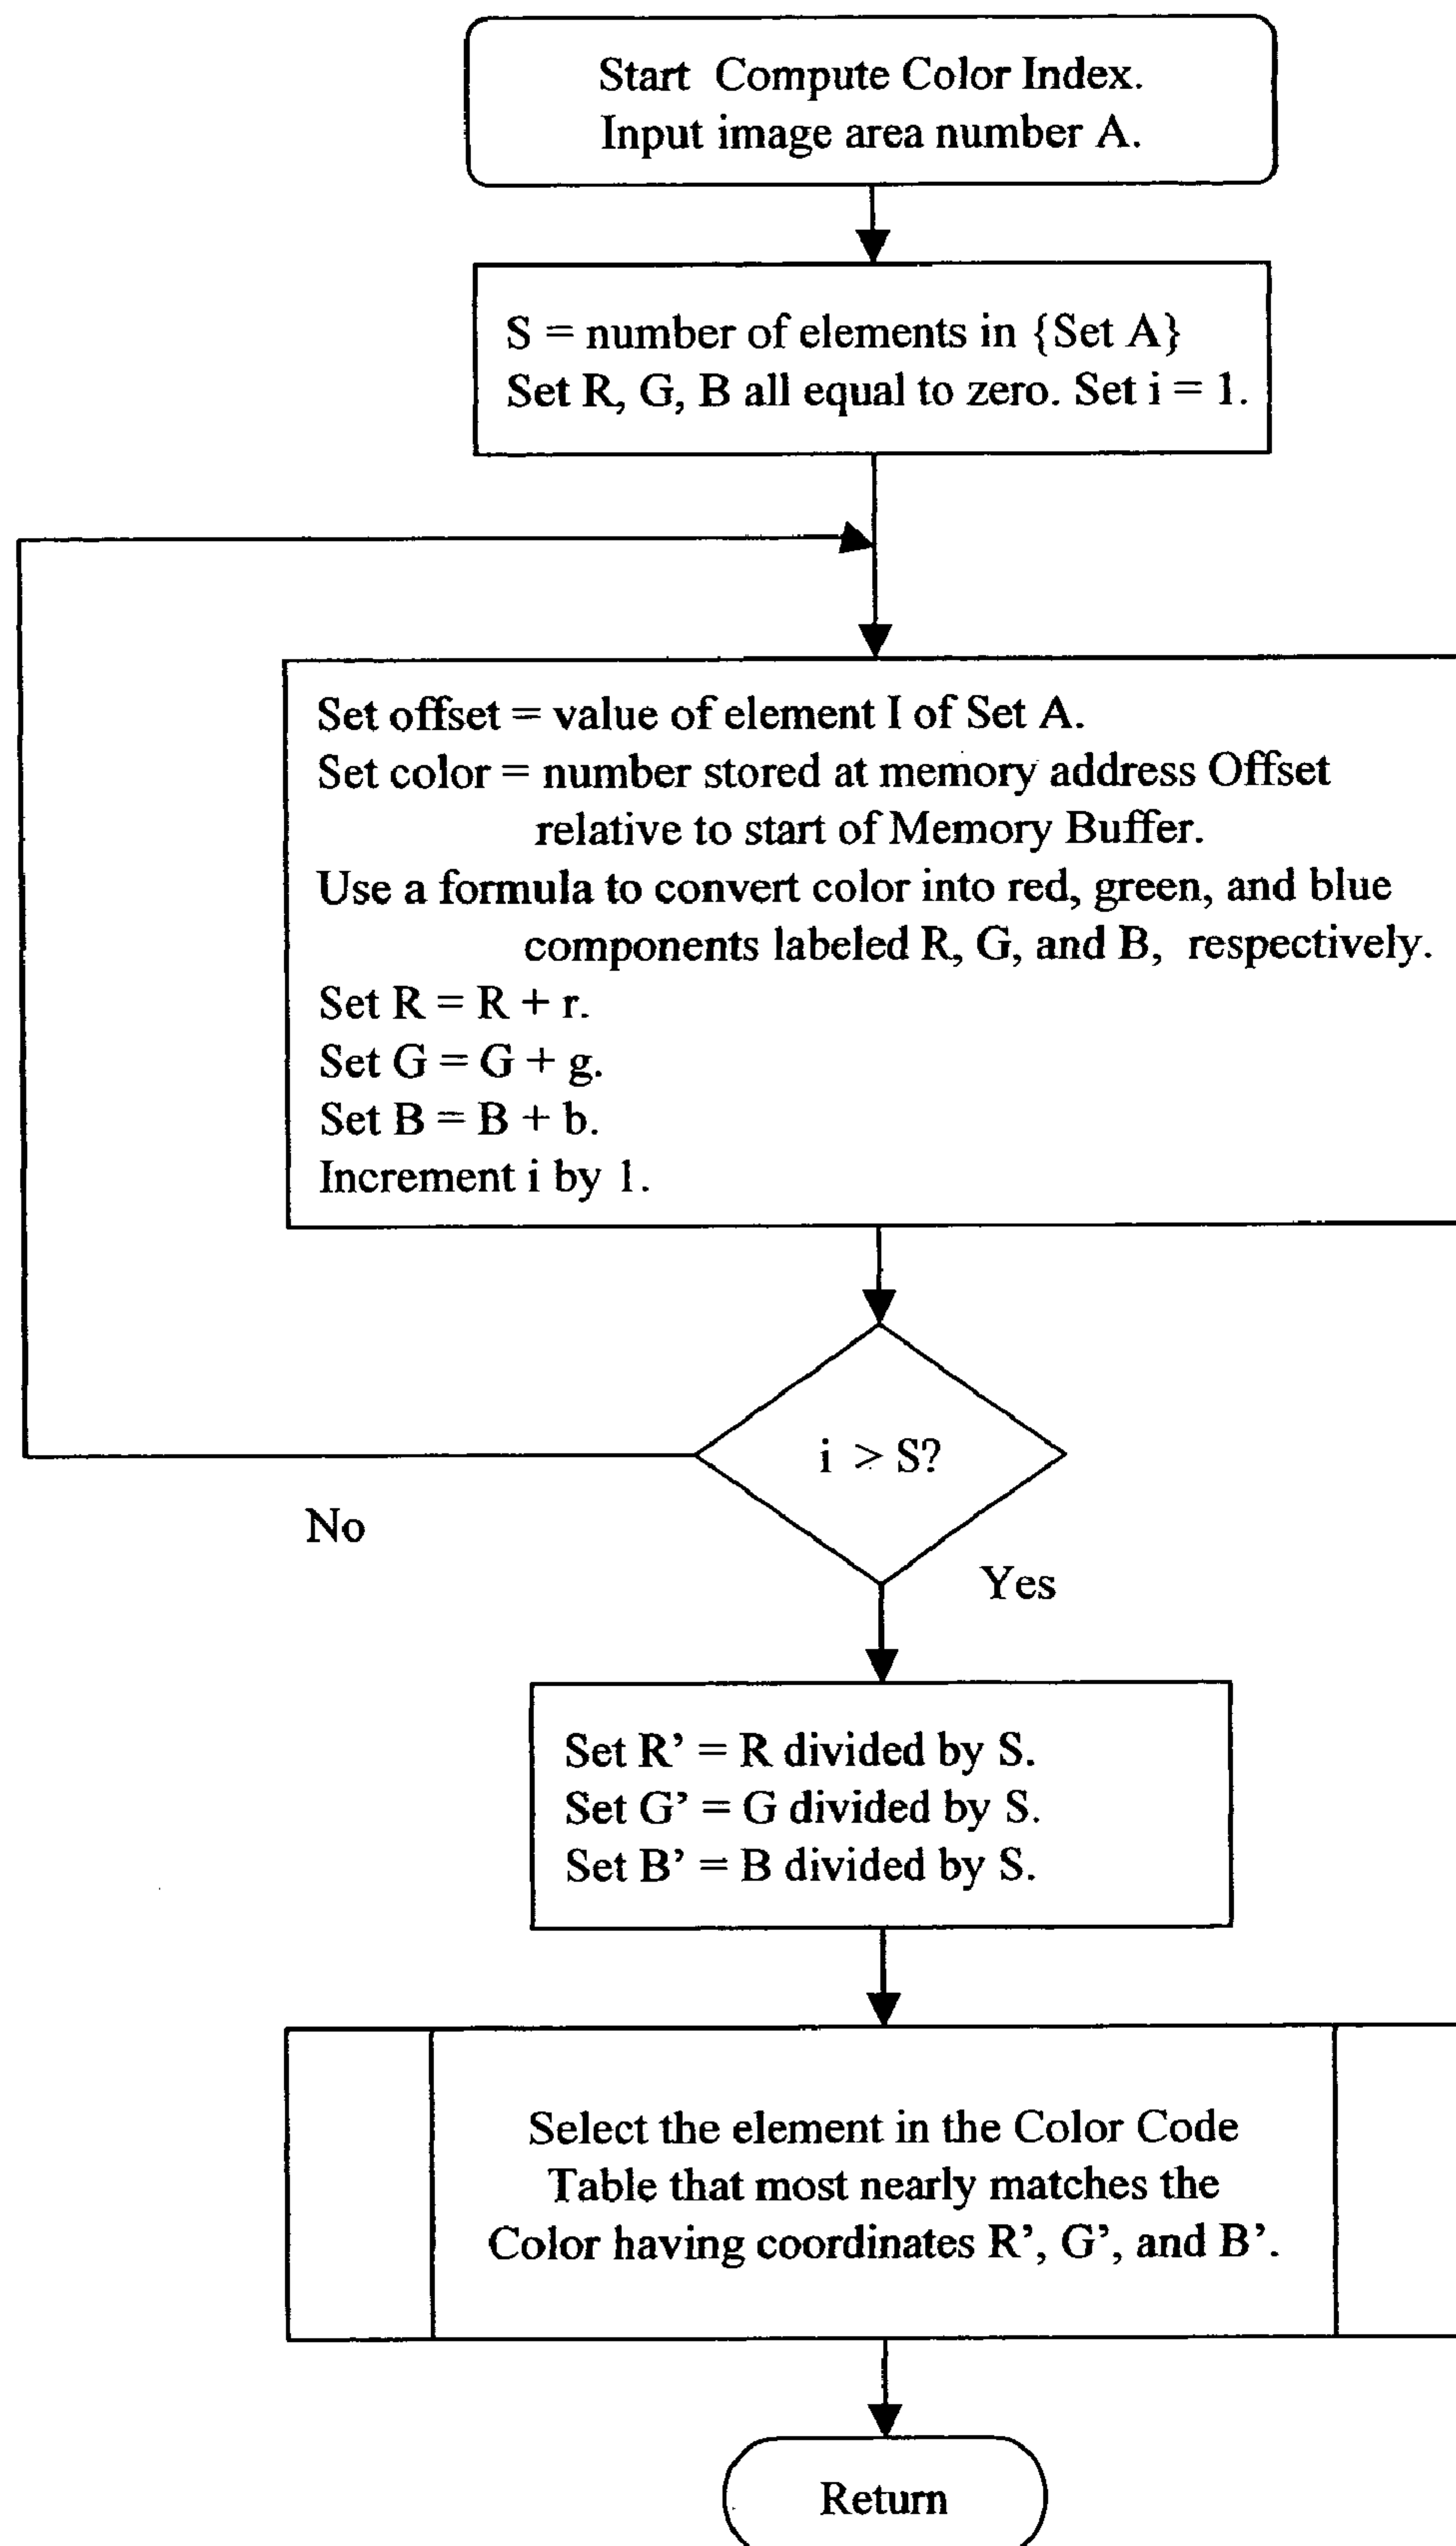 Start Compute Color Index.
Input image area number A.
S = number of elements in {Set A}
Set R, G, B all equal to zero. Set i = 1.
Set offset = value of element I of Set A.
Set color = number stored at memory address Offset
relative to start of Memory Buffer.
Use a formula to convert color into red, green, and blue
components labeled R, G, and B, respectively.
Set R = R + r.
Set G = G + g.
Set B = B + b.
Increment i by 1.
i > S?
No
Yes
Set R’ = R divided by S.
Set G’ = G divided by S.
Set B’ = B divided by S.
Select the element in the Color Code
Table that most nearly matches the
Color having coordinates R’, G’, and B’.
Return